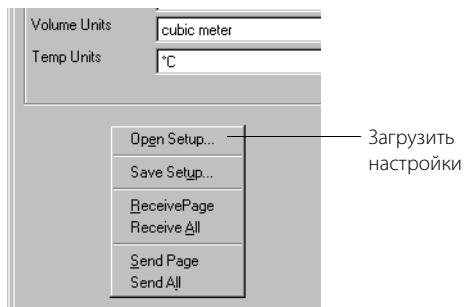 Volume Units
cubic meter
Temp Units
°C
Open Setup...
Загрузить
настройки
Save Setup...
ReceivePage
Receive All
Send Page
Send All